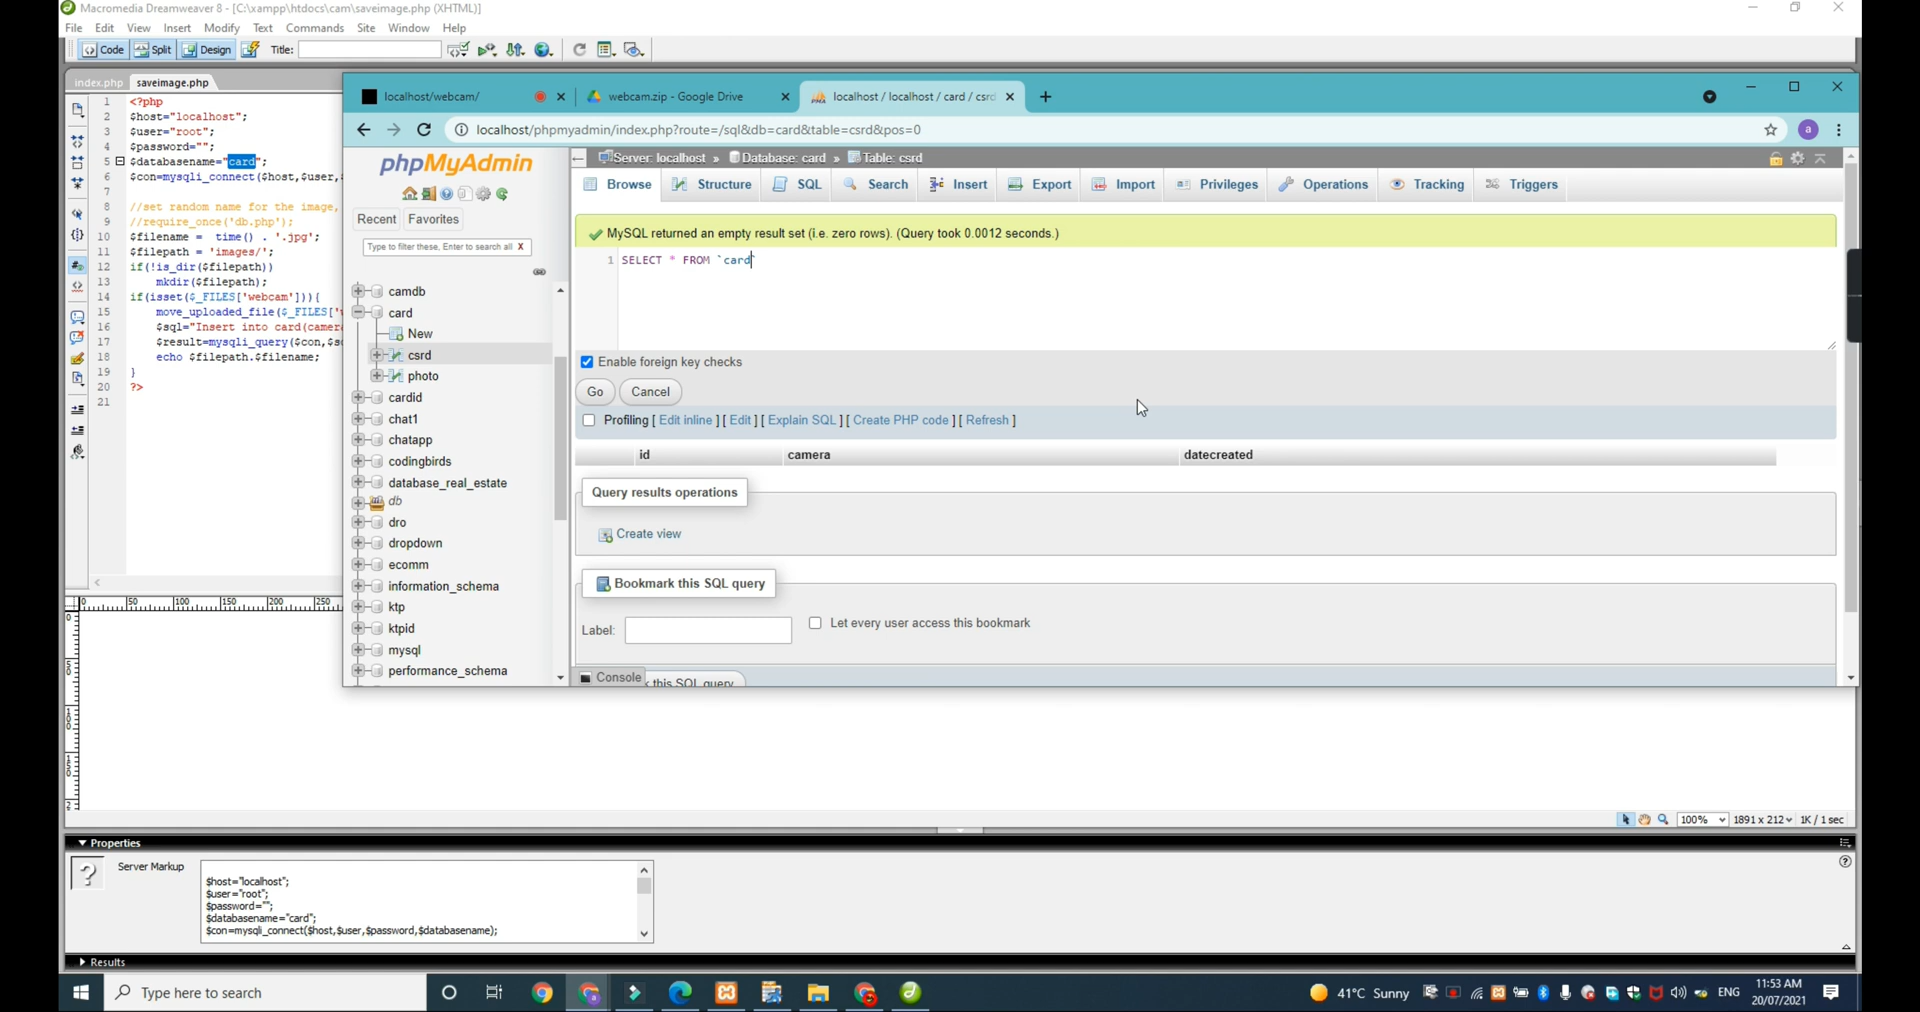 Macromedia Dreamweaver 8 - [C:\xampp\htdocs\cam\saveimage.php (XHTML)]
File Edit View Insert Modify Text Commands Site Window Help
Code Split Design Title:
index.php saveimage.php
1 <?php
2 $host="localhost";
3 $user="root";
4 $password="";
5 $databasename="card";
6 $con=mysqli_connect($host,$user,
7
8 //set random name for the image,
9 //require_once('db.php');
10 $filename = time() . '.jpg';
11 $filepath = 'images/';
12 if(!is_dir($filepath))
13 mkdir($filepath);
14 if(isset($_FILES['webcam'])){
15 move_uploaded_file($_FILES['
16 $sql="Insert into card(camera
17 $result=mysqli_query($con,$s
18 echo $filepath.$filename;
19 }
20 ?>
21
localhost/webcam/
webcam.zip - Google Drive
localhost / localhost / card / csrd
localhost/phpmyadmin/index.php?route=/sql&db=card&table=csrd&pos=0
a
phpMyAdmin
Recent Favorites
Type to filter these, Enter to search all X
camdb
card
New
csrd
photo
cardid
chat1
chatapp
codingbirds
database_real_estate
db
dro
dropdown
ecomm
information_schema
ktp
ktpid
mysql
performance_schema
Server: localhost » Database: card » Table: csrd
Browse Structure SQL Search Insert Export Import Privileges Operations Tracking Triggers
MySQL returned an empty result set (i.e. zero rows). (Query took 0.0012 seconds.)
1 SELECT * FROM `card`
Enable foreign key checks
Go Cancel
Profiling [ Edit inline ] [ Edit ] [ Explain SQL ] [ Create PHP code ] [ Refresh ]
id camera datecreated
Query results operations
Create view
Bookmark this SQL query
Label:
Let every user access this bookmark
Console
this SQL query
0 50 100 150 200 250
100% 1891 x 212 1K / 1 sec
Properties
Server Markup
$host="localhost";
$user="root";
$password="";
$databasename="card";
$con=mysqli_connect($host,$user,$password,$databasename);
Results
Type here to search
41°C Sunny
ENG
11:53 AM
20/07/2021